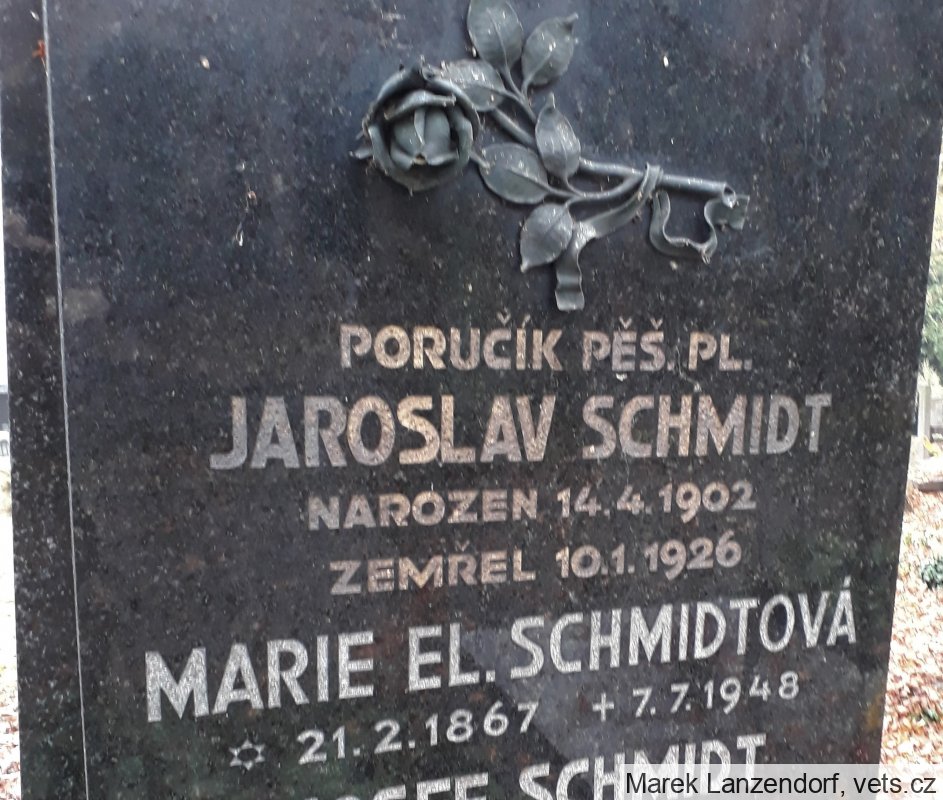 PORUČÍK PĚŠ. PL.
JAROSLAV SCHMIDT
NAROZEN 14.4.1902
ZEMŘEL 10.1.1926
MARIE EL. SCHMIDTOVÁ
✡ 21.2.1867 + 7.7.1948
SCHMIDT
Marek Lanzendorf, vets.cz